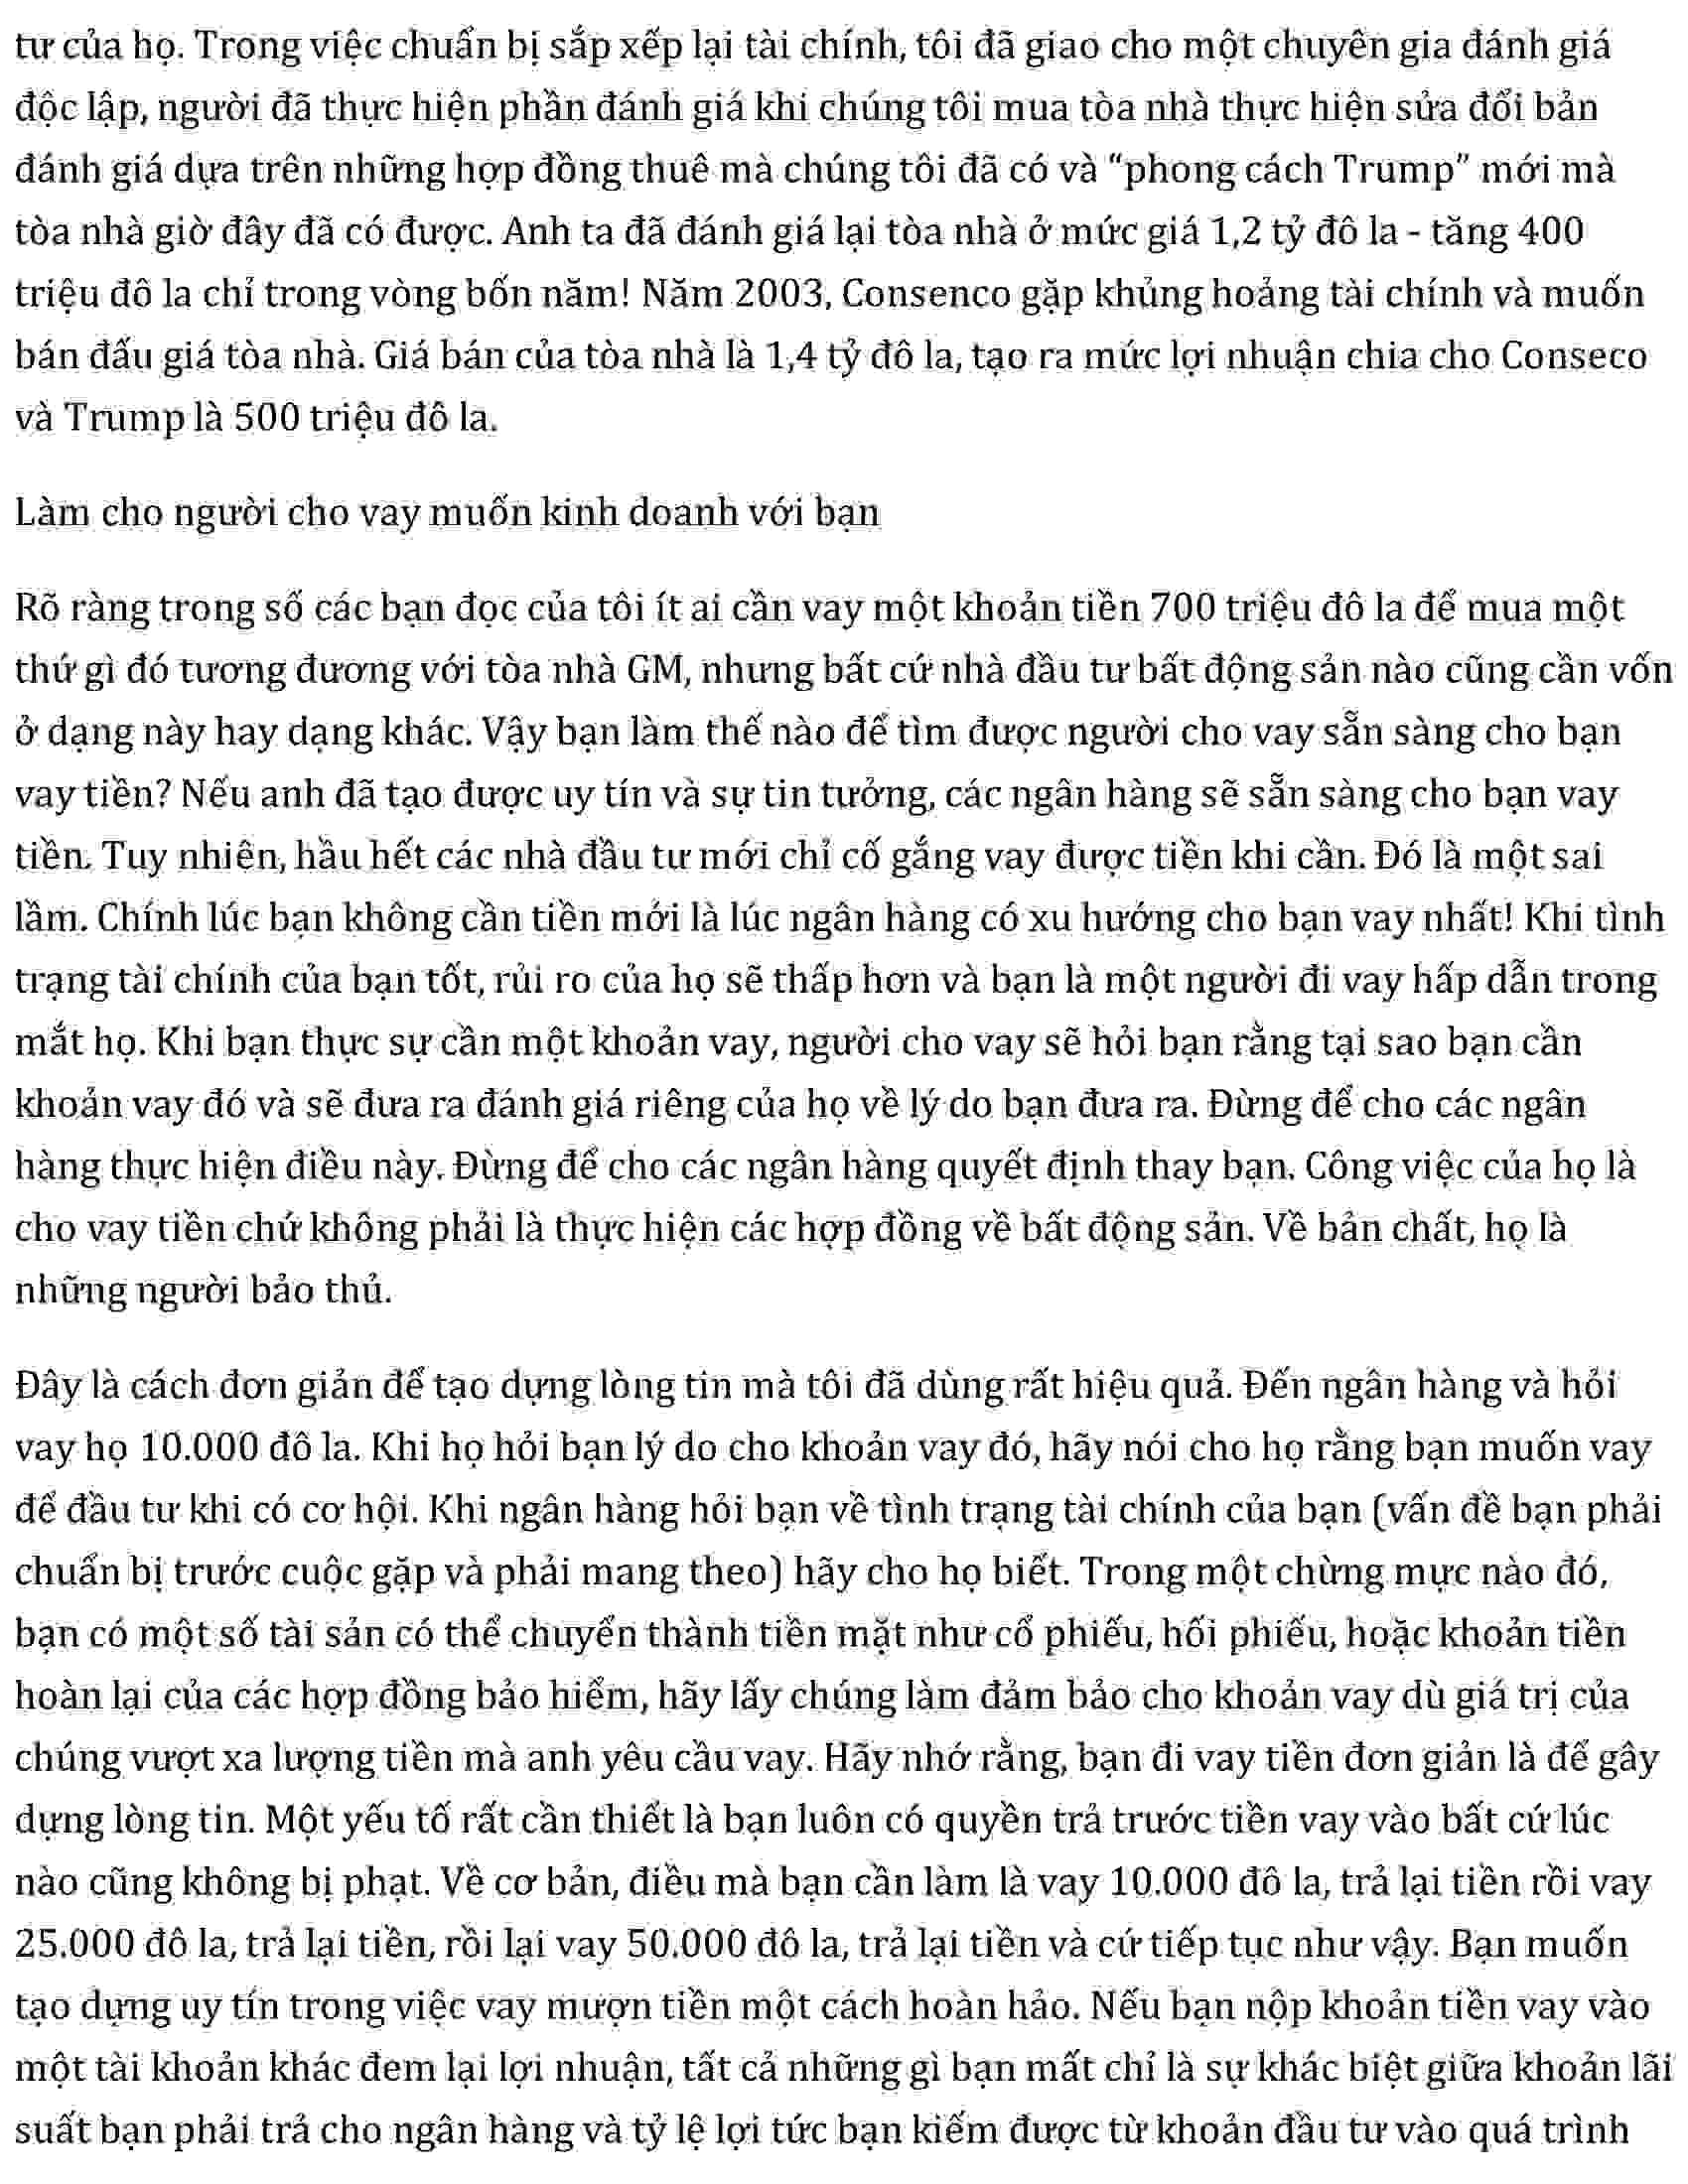 tư của họ. Trong việc chuẩn bị sắp xếp lại tài chính, tôi đã giao cho một chuyên gia đánh giá
độc lập, người đã thực hiện phần đánh giá khi chúng tôi mua tòa nhà thực hiện sửa đổi bản
đánh giá dựa trên những hợp đồng thuê mà chúng tôi đã có và “phong cách Trump” mới mà
tòa nhà giờ đây đã có được. Anh ta đã đánh giá lại tòa nhà ở mức giá 1,2 tỷ đô la - tăng 400
triệu đô la chỉ trong vòng bốn năm! Năm 2003, Consenco gặp khủng hoảng tài chính và muốn
bán đấu giá tòa nhà. Giá bán của tòa nhà là 1,4 tỷ đô la, tạo ra mức lợi nhuận chia cho Conseco
và Trump là 500 triệu đô la.
Làm cho người cho vay muốn kinh doanh với bạn
Rõ ràng trong số các bạn đọc của tôi ít ai cần vay một khoản tiền 700 triệu đô la để mua một
thứ gì đó tương đương với tòa nhà GM, nhưng bất cứ nhà đầu tư bất động sản nào cũng cần vốn
ở dạng này hay dạng khác. Vậy bạn làm thế nào để tìm được người cho vay sẵn sàng cho bạn
vay tiền? Nếu anh đã tạo được uy tín và sự tin tưởng, các ngân hàng sẽ sẵn sàng cho bạn vay
tiền. Tuy nhiên, hầu hết các nhà đầu tư mới chỉ cố gắng vay được tiền khi cần. Đó là một sai
lầm. Chính lúc bạn không cần tiền mới là lúc ngân hàng có xu hướng cho bạn vay nhất! Khi tình
trạng tài chính của bạn tốt, rủi ro của họ sẽ thấp hơn và bạn là một người đi vay hấp dẫn trong
mắt họ. Khi bạn thực sự cần một khoản vay, người cho vay sẽ hỏi bạn rằng tại sao bạn cần
khoản vay đó và sẽ đưa ra đánh giá riêng của họ về lý do bạn đưa ra. Đừng để cho các ngân
hàng thực hiện điều này. Đừng để cho các ngân hàng quyết định thay bạn. Công việc của họ là
cho vay tiền chứ không phải là thực hiện các hợp đồng về bất động sản. Về bản chất, họ là
những người bảo thủ.
Đây là cách đơn giản để tạo dựng lòng tin mà tôi đã dùng rất hiệu quả. Đến ngân hàng và hỏi
vay họ 10.000 đô la. Khi họ hỏi bạn lý do cho khoản vay đó, hãy nói cho họ rằng bạn muốn vay
để đầu tư khi có cơ hội. Khi ngân hàng hỏi bạn về tình trạng tài chính của bạn (vấn đề bạn phải
chuẩn bị trước cuộc gặp và phải mang theo) hãy cho họ biết. Trong một chừng mực nào đó,
bạn có một số tài sản có thể chuyển thành tiền mặt như cổ phiếu, hối phiếu, hoặc khoản tiền
hoàn lại của các hợp đồng bảo hiểm, hãy lấy chúng làm đảm bảo cho khoản vay dù giá trị của
chúng vượt xa lượng tiền mà anh yêu cầu vay. Hãy nhớ rằng, bạn đi vay tiền đơn giản là để gây
dựng lòng tin. Một yếu tố rất cần thiết là bạn luôn có quyền trả trước tiền vay vào bất cứ lúc
nào cũng không bị phạt. Về cơ bản, điều mà bạn cần làm là vay 10.000 đô la, trả lại tiền rồi vay
25.000 đô la, trả lại tiền, rồi lại vay 50.000 đô la, trả lại tiền và cứ tiếp tục như vậy. Bạn muốn
tạo dựng uy tín trong việc vay mượn tiền một cách hoàn hảo. Nếu bạn nộp khoản tiền vay vào
một tài khoản khác đem lại lợi nhuận, tất cả những gì bạn mất chỉ là sự khác biệt giữa khoản lãi
suất bạn phải trả cho ngân hàng và tỷ lệ lợi tức bạn kiếm được từ khoản đầu tư vào quá trình